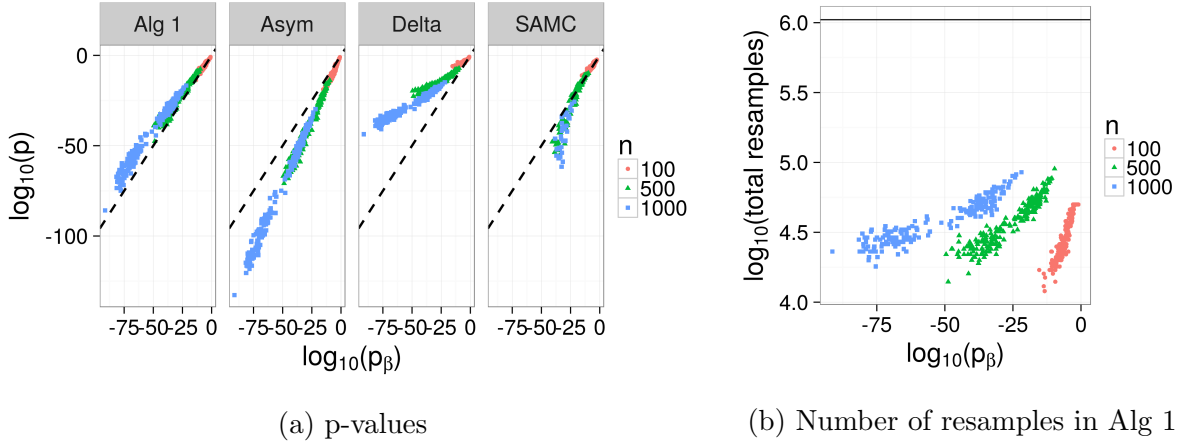 Alg 1 Asym Delta SAMC
0
-50
-100
log10(p)
-75 -50 -25 0 -75 -50 -25 0 -75 -50 -25 0 -75 -50 -25 0
log10(pβ)
n
100
500
1000
(a) p-values
6.0
5.5
5.0
4.5
4.0
log10(total resamples)
-75 -50 -25 0
log10(pβ)
n
100
500
1000
(b) Number of resamples in Alg 1